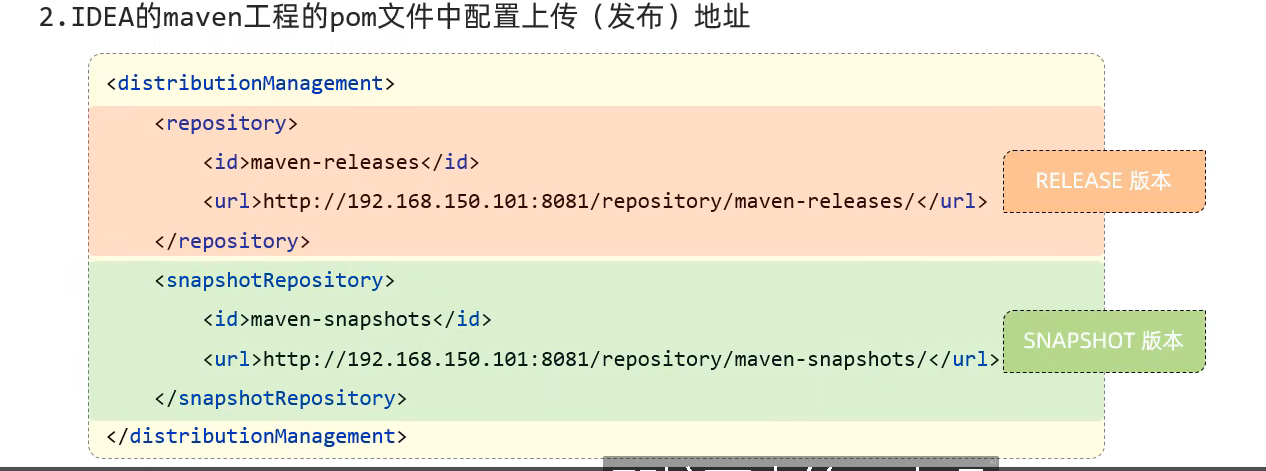 2.IDEA的maven工程的pom文件中配置上传（发布）地址
<distributionManagement>
<repository>
<id>maven-releases</id>
<url>http://192.168.150.101:8081/repository/maven-releases/</url>
RELEASE 版本
</repository>
<snapshotRepository>
<id>maven-snapshots</id>
<url>http://192.168.150.101:8081/repository/maven-snapshots/</url>
SNAPSHOT 版本
</snapshotRepository>
</distributionManagement>